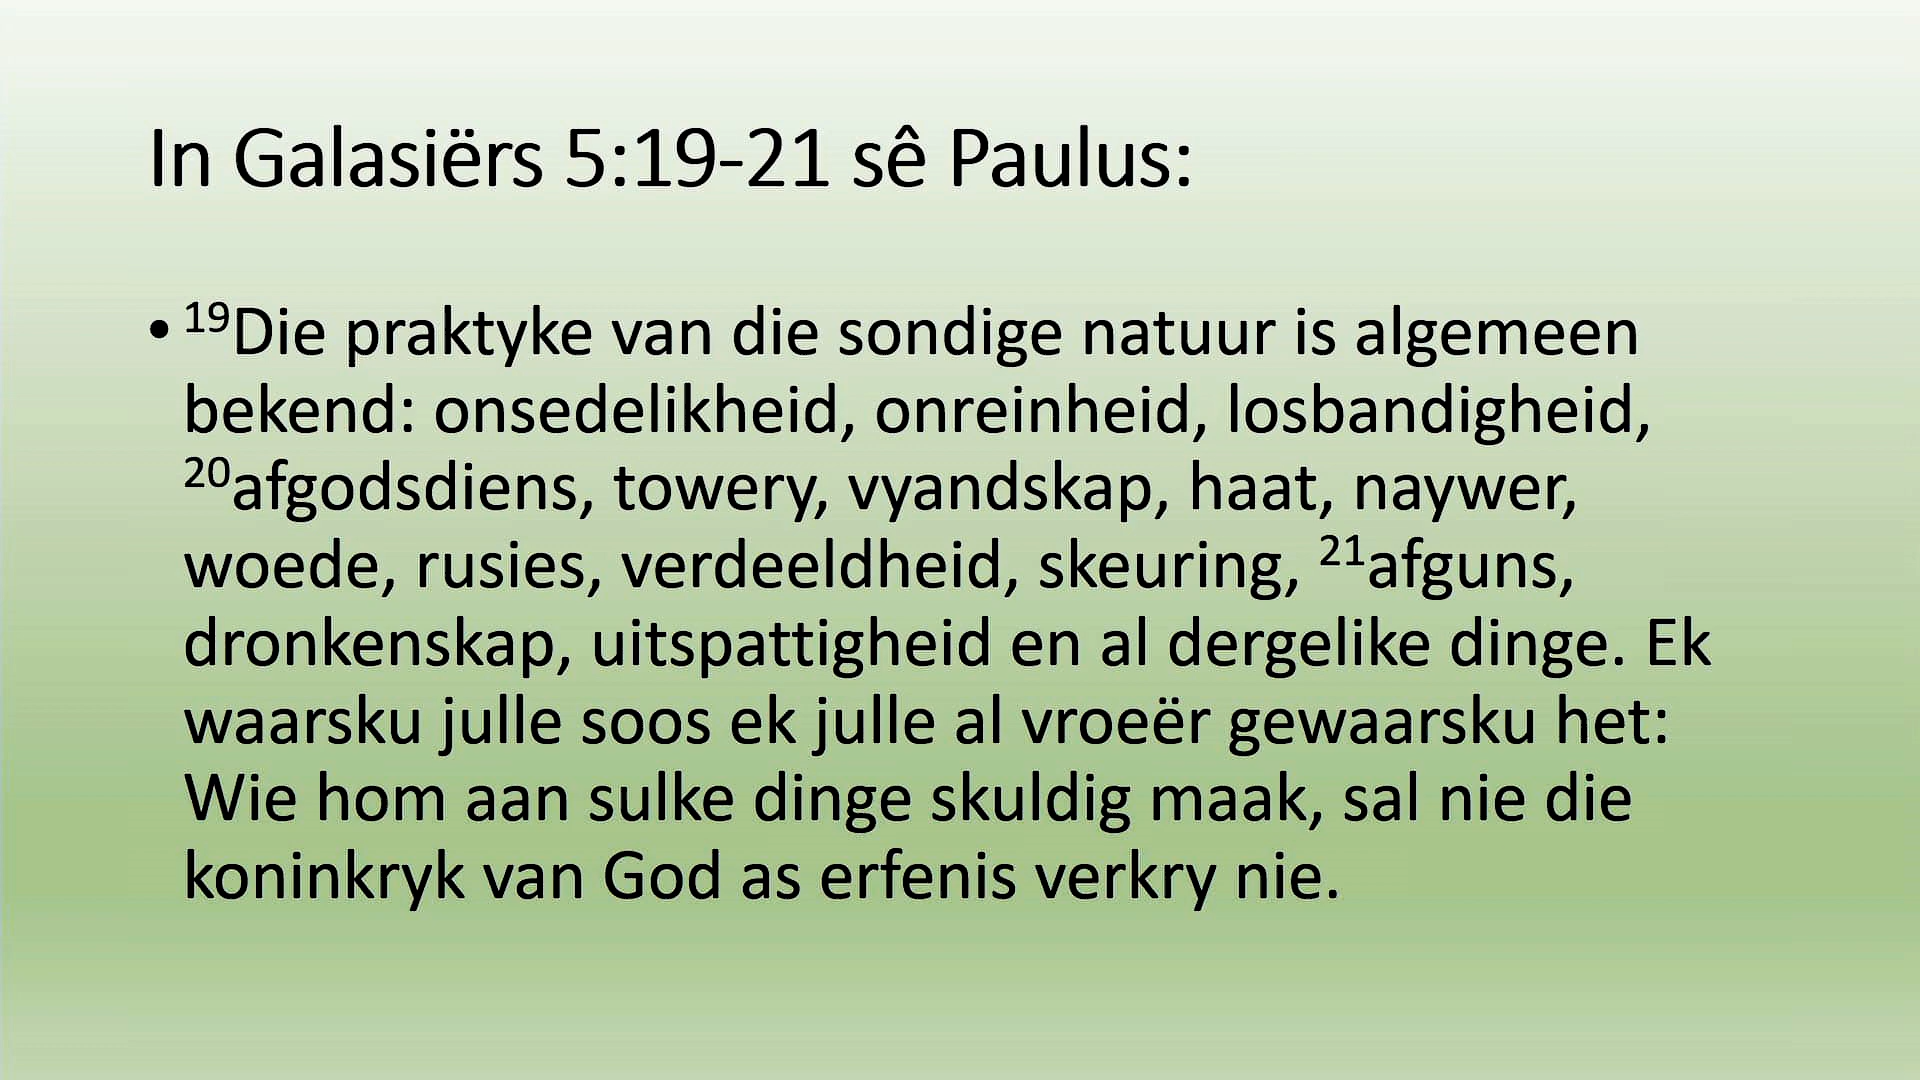 In Galasiërs 5:19-21 sê Paulus:
• ¹⁹Die praktyke van die sondige natuur is algemeen
bekend: onsedelikheid, onreinheid, losbandigheid,
²⁰afgodsdiens, towery, vyandskap, haat, naywer,
woede, rusies, verdeeldheid, skeuring, ²¹afguns,
dronkenskap, uitspattigheid en al dergelike dinge. Ek
waarsku julle soos ek julle al vroeër gewaarsku het:
Wie hom aan sulke dinge skuldig maak, sal nie die
koninkryk van God as erfenis verkry nie.